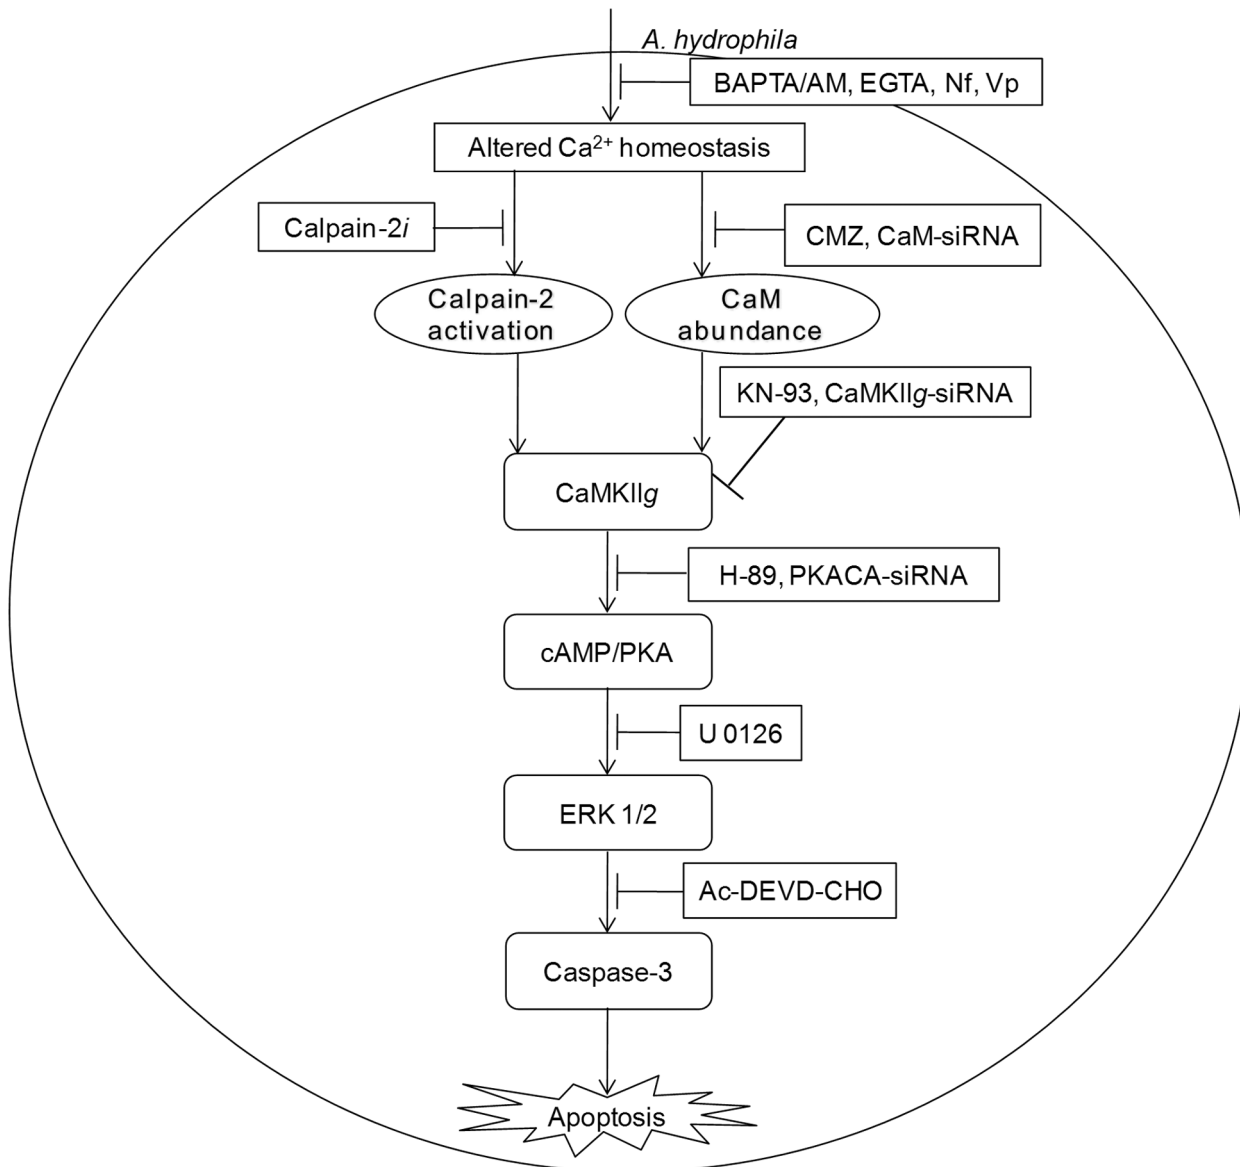 A. hydrophila
BAPTA/AM, EGTA, Nf, Vp
Altered Ca²⁺ homeostasis
Calpain-2i
CMZ, CaM-siRNA
Calpain-2
activation
CaM
abundance
KN-93, CaMKIIg-siRNA
CaMKIIg
H-89, PKACA-siRNA
cAMP/PKA
U 0126
ERK 1/2
Ac-DEVD-CHO
Caspase-3
Apoptosis